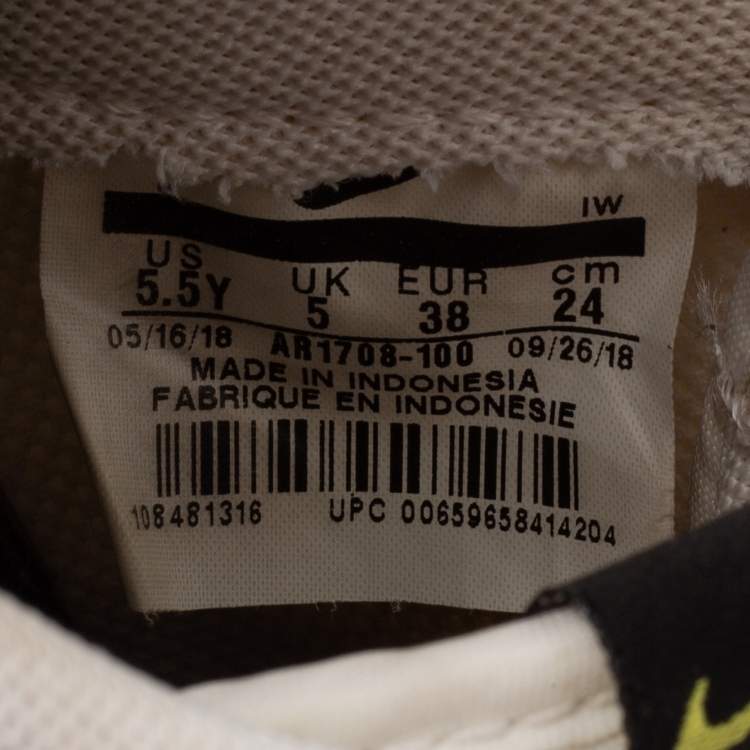 IW
US UK EUR cm
5.5Y 5 38 24
05/16/18 AR1708-100 09/26/18
MADE IN INDONESIA
FABRIQUE EN INDONESIE
108481316 UPC 00659658414204